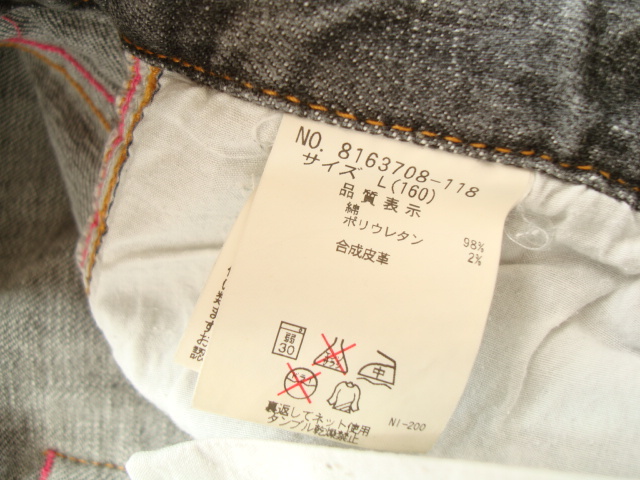 NO. 8163708-118
サイズ L(160)
品質表示
綿 98%
ポリウレタン 2%
合成皮革
弱
30
中
裏返してネット使用
タンブル乾燥禁止
NI-200